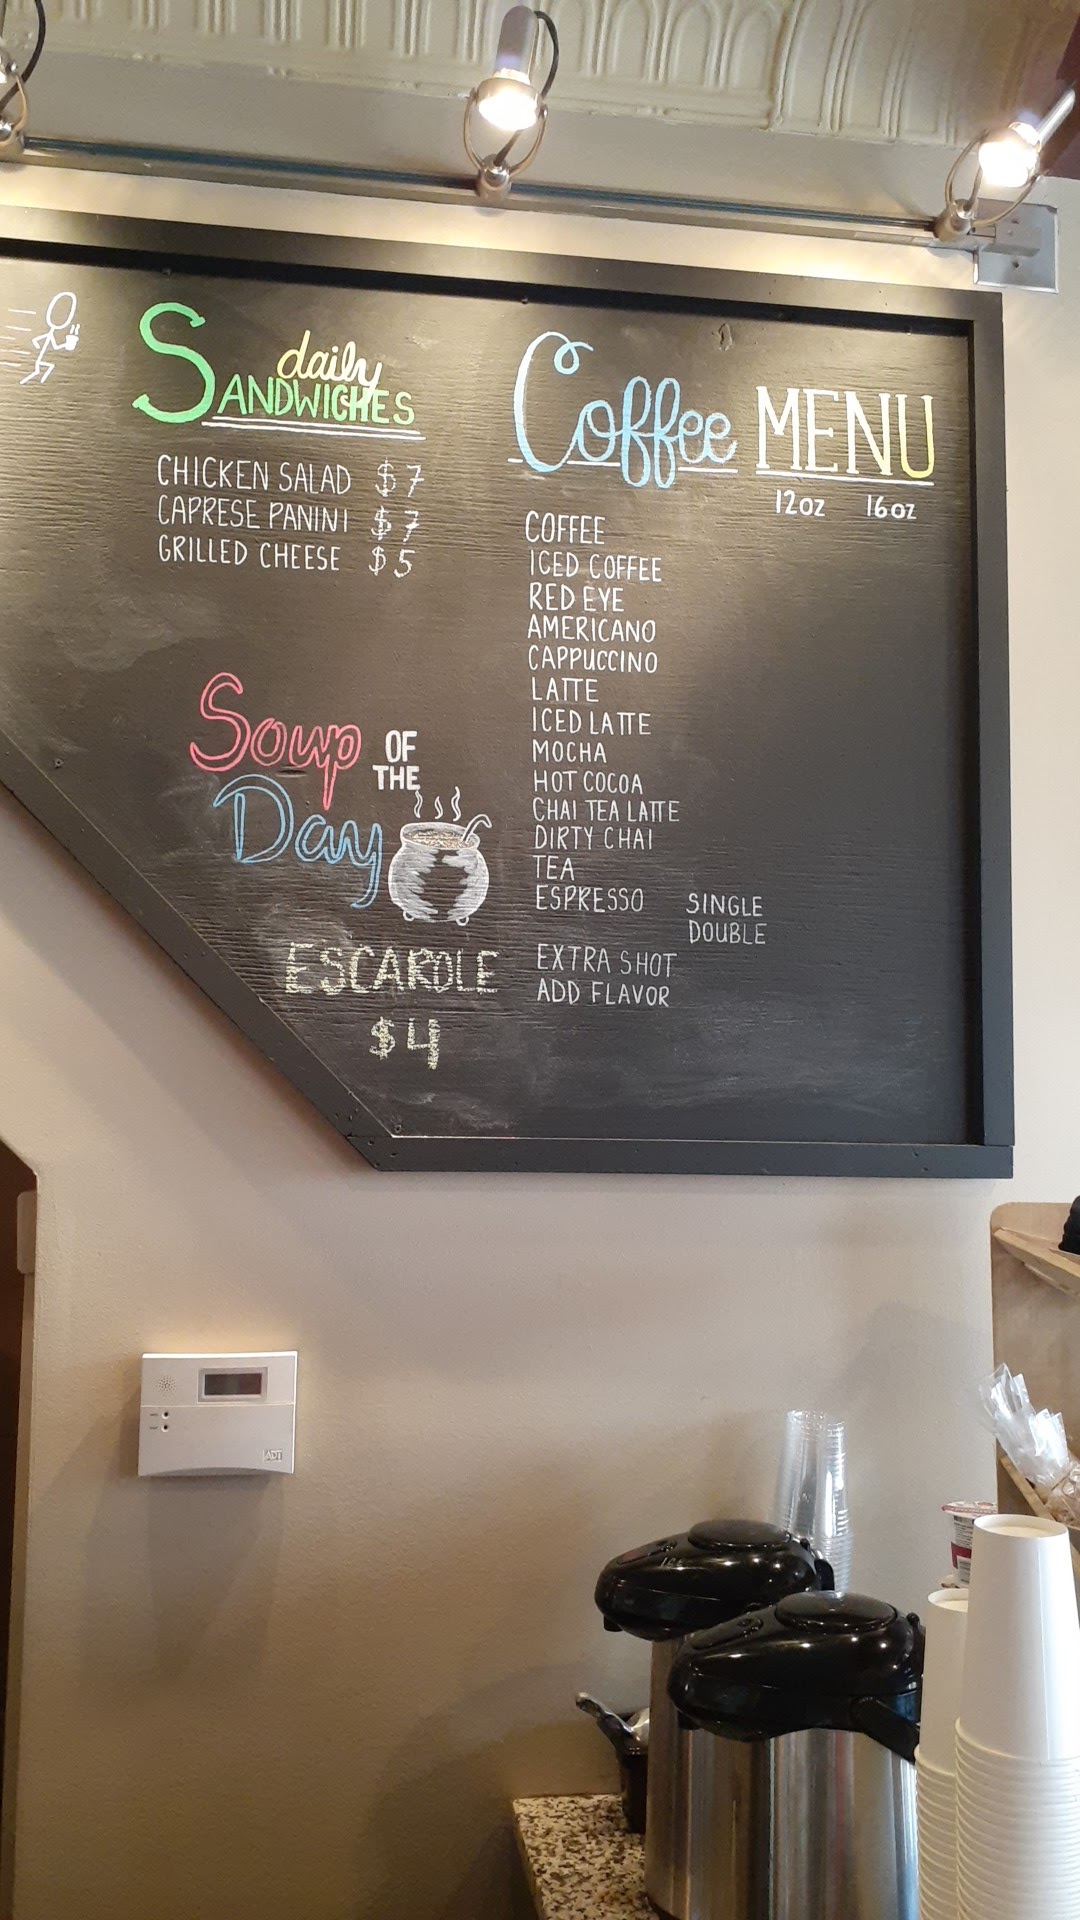 daily
SANDWICHES
CHICKEN SALAD $7
CAPRESE PANINI $7
GRILLED CHEESE $5
Soup OF THE
Day
ESCAROLE
$4
Coffee MENU
12oz 16oz
COFFEE
ICED COFFEE
RED EYE
AMERICANO
CAPPUCCINO
LATTE
ICED LATTE
MOCHA
HOT COCOA
CHAI TEA LATTE
DIRTY CHAI
TEA
ESPRESSO SINGLE
DOUBLE
EXTRA SHOT
ADD FLAVOR
ADT